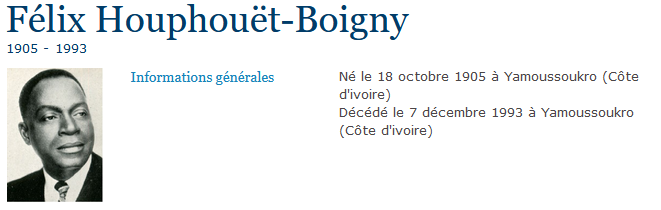 Félix Houphouët-Boigny
1905 - 1993
Informations générales
Né le 18 octobre 1905 à Yamoussoukro (Côte
d'ivoire)
Décédé le 7 décembre 1993 à Yamoussoukro
(Côte d'ivoire)